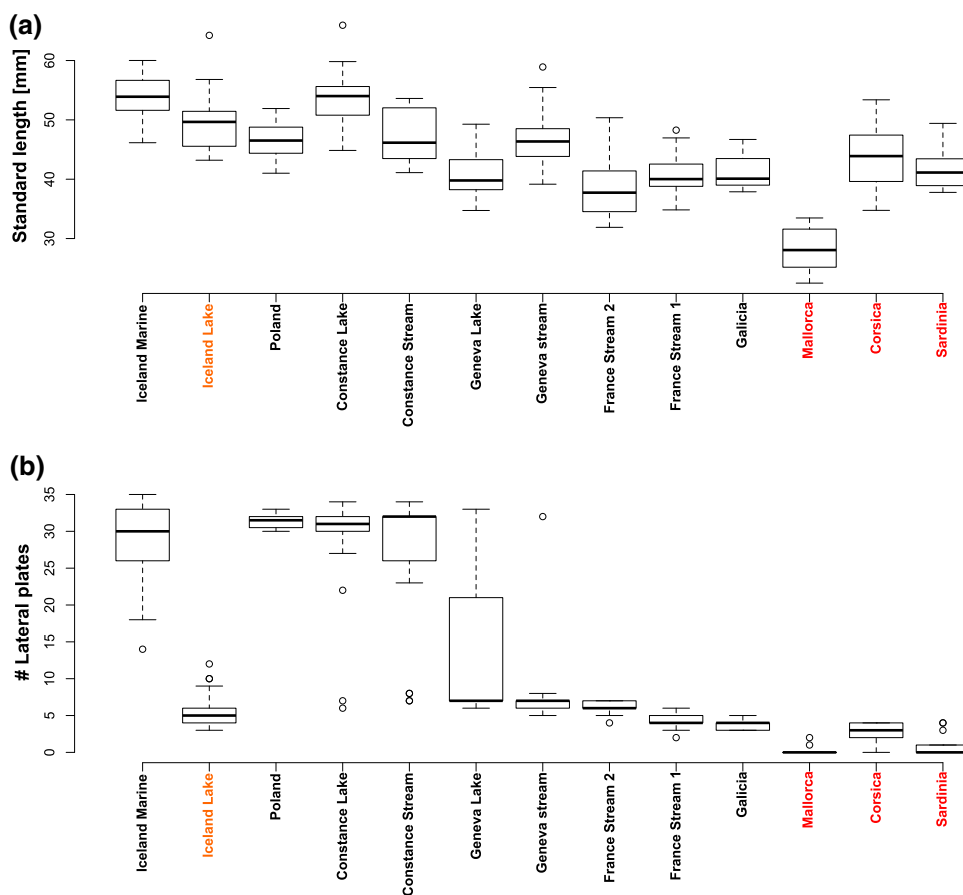 (a)
Standard length [mm]
60
50
40
30
Iceland Marine
Iceland Lake
Poland
Constance Lake
Constance Stream
Geneva Lake
Geneva stream
France Stream 2
France Stream 1
Galicia
Mallorca
Corsica
Sardinia
(b)
# Lateral plates
35
30
25
20
15
10
5
0
Iceland Marine
Iceland Lake
Poland
Constance Lake
Constance Stream
Geneva Lake
Geneva stream
France Stream 2
France Stream 1
Galicia
Mallorca
Corsica
Sardinia